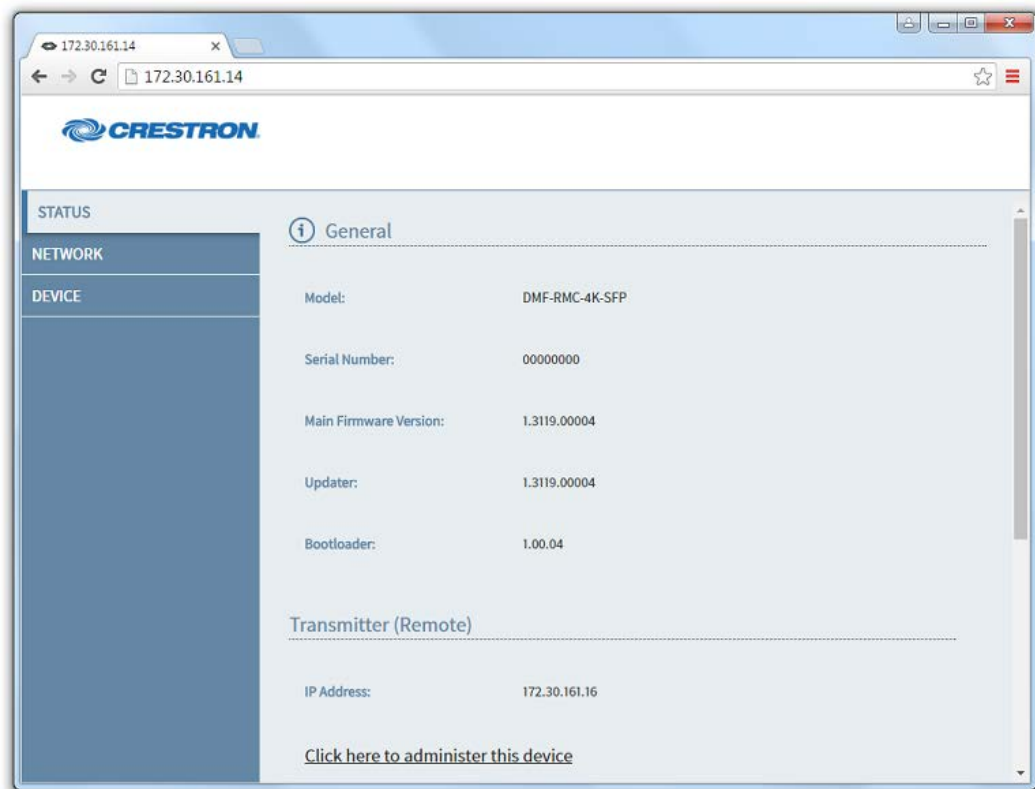 172.30.161.14
172.30.161.14
CRESTRON
STATUS
NETWORK
DEVICE
General
Model: DMF-RMC-4K-SFP
Serial Number: 00000000
Main Firmware Version: 1.3119.00004
Updater: 1.3119.00004
Bootloader: 1.00.04
Transmitter (Remote)
IP Address: 172.30.161.16
Click here to administer this device